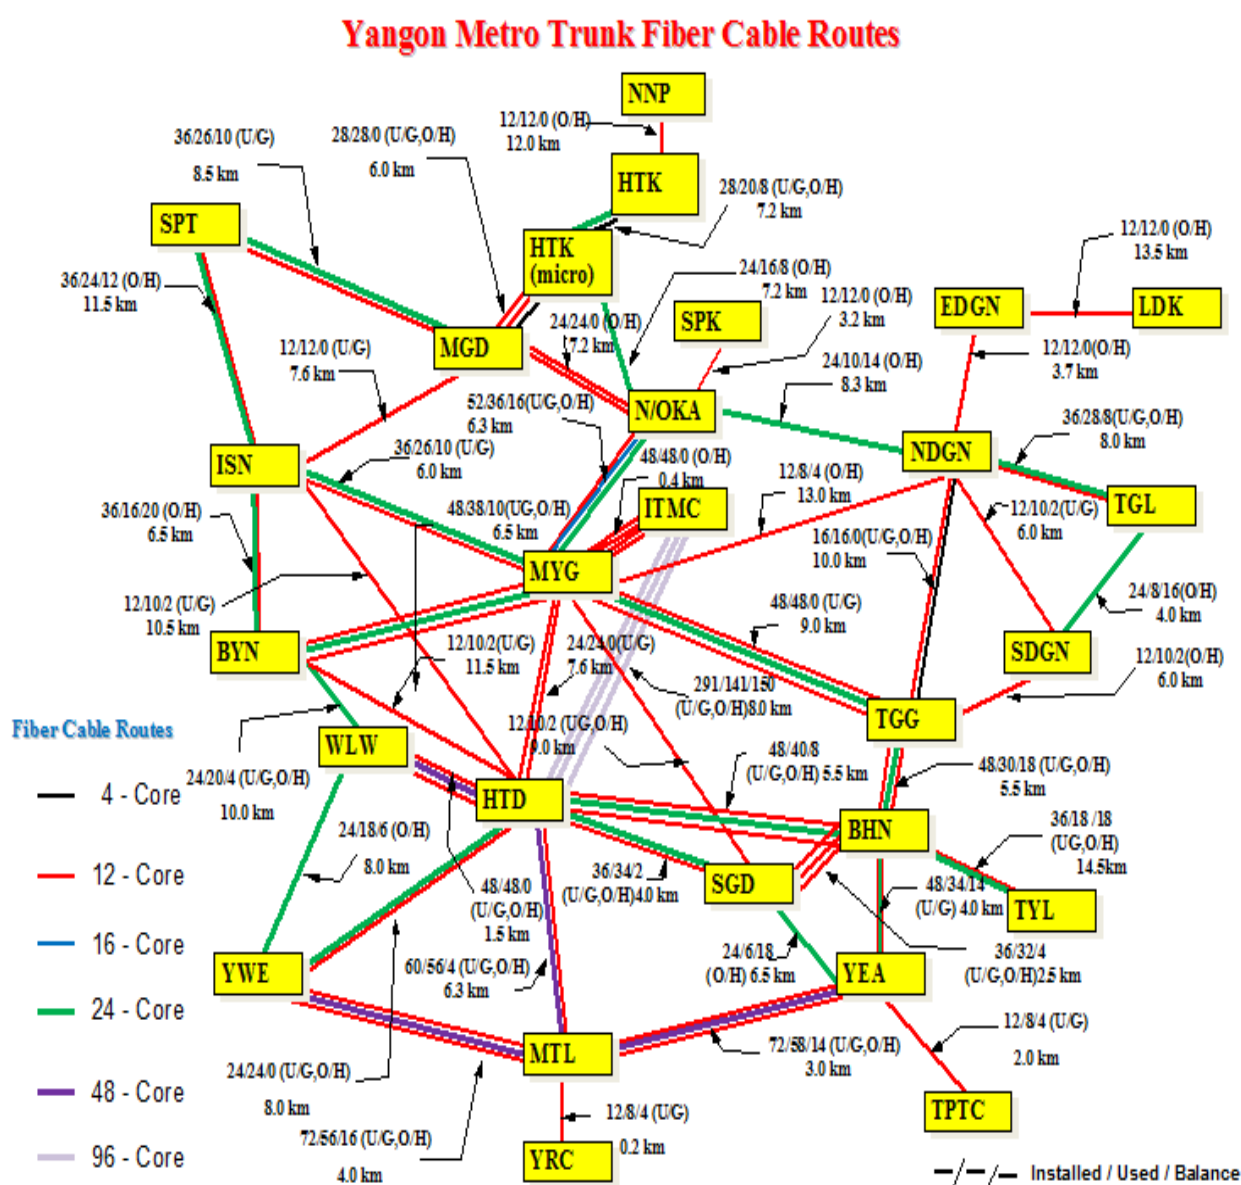 Yangon Metro Trunk Fiber Cable Routes
NNP
12/12/0 (O/H)
12.0 km
36/26/10 (U/G)
8.5 km
28/28/0 (U/G,O/H)
6.0 km
HTK
28/20/8 (U/G,O/H)
7.2 km
SPT
HTK
(micro)
12/12/0 (O/H)
13.5 km
36/24/12 (O/H)
11.5 km
24/16/8 (O/H)
7.2 km
12/12/0 (O/H)
3.2 km
EDGN
LDK
SPK
24/24/0 (O/H)
7.2 km
MGD
12/12/0 (U/G)
7.6 km
12/12/0(O/H)
3.7 km
24/10/14 (O/H)
8.3 km
52/36/16(U/G,O/H)
6.3 km
N/OKA
36/28/8(U/G,O/H)
8.0 km
NDGN
ISN
36/26/10 (U/G)
6.0 km
48/48/0 (O/H)
0.4 km
12/8/4 (O/H)
13.0 km
36/16/20 (O/H)
6.5 km
48/38/10(UG,O/H)
6.5 km
ITMC
12/10/2(U/G)
6.0 km
TGL
16/16/0(U/G,O/H)
10.0 km
MYG
12/10/2 (U/G)
10.5 km
24/8/16(O/H)
4.0 km
48/48/0 (U/G)
9.0 km
BYN
12/10/2(U/G)
11.5 km
24/24/0(U/G)
7.6 km
SDGN
12/10/2(O/H)
6.0 km
291/141/150
(U/G,O/H)8.0 km
TGG
Fiber Cable Routes
WLW
12/10/2 (UG,O/H)
9.0 km
48/40/8
(U/G,O/H) 5.5 km
48/30/18 (U/G,O/H)
5.5 km
24/20/4 (U/G,O/H)
10.0 km
4 - Core
HTD
BHN
24/18/6 (O/H)
8.0 km
36/18 /18
(UG,O/H)
14.5km
12 - Core
48/48/0
(U/G,O/H)
1.5 km
36/34/2
(U/G,O/H)4.0 km
SGD
48/34/14
(U/G) 4.0 km
TYL
16 - Core
YWE
60/56/4 (U/G,O/H)
6.3 km
24/6/18
(O/H) 6.5 km
YEA
36/32/4
(U/G,O/H)2.5 km
24 - Core
12/8/4 (U/G)
2.0 km
MTL
72/58/14 (U/G,O/H)
3.0 km
24/24/0 (U/G,O/H)
8.0 km
48 - Core
TPTC
12/8/4 (U/G)
0.2 km
72/56/16 (U/G,O/H)
4.0 km
YRC
96 - Core
Installed / Used / Balance